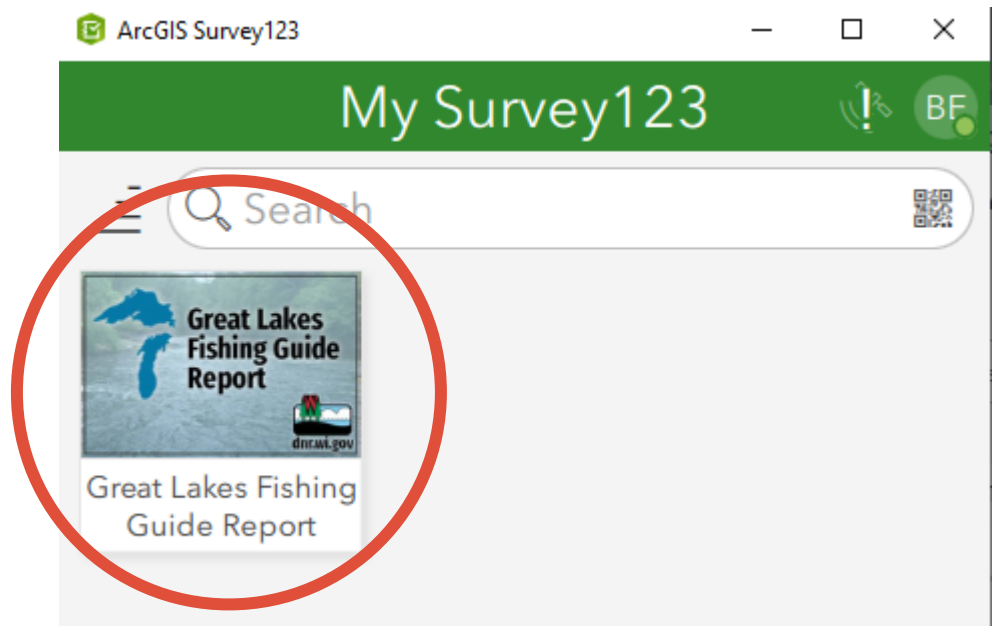 ArcGIS Survey123
My Survey123
BF
Search
Great Lakes
Fishing Guide
Report
dnr.wi.gov
Great Lakes Fishing
Guide Report